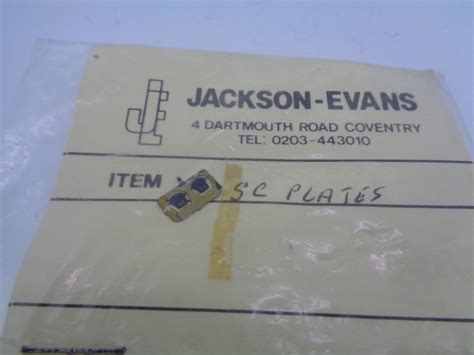 JACKSON-EVANS
4 DARTMOUTH ROAD COVENTRY
TEL: 0203-443010
ITEM SC PLATES